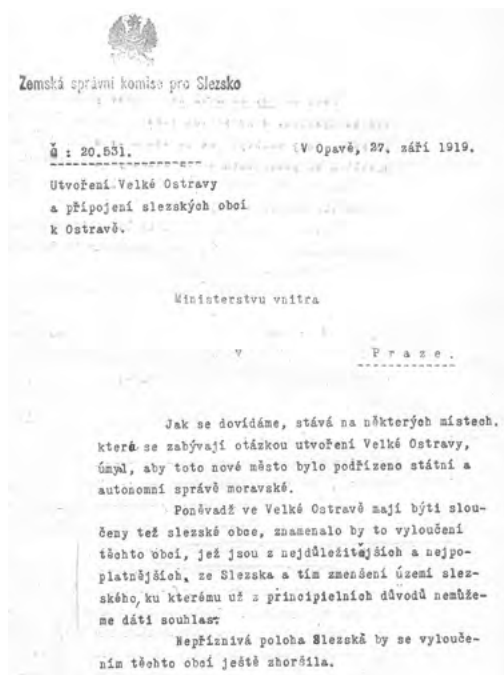 Zemská správní komise pro Slezsko
Č : 20.531.
(V Opavě, 27. září 1919.
Utvoření Velké Ostravy
a připojení slezských obcí
k Ostravě.
Ministerstvu vnitra
v
Praze.
Jak se dovídáme, stává na některých místech,
která se zabývají otázkou utvoření Velké Ostravy,
úmysl, aby toto nové město bylo podřízeno státní a
autonomní správě moravské.
Poněvadž ve Velké Ostravě mají býti slou-
čeny též slezské obce, znamenalo by to vyloučení
těchto obcí, jež jsou z nejdůležitějších a nejpo-
platnějších, ze Slezska a tím zmenšení území slez-
ského, ku kterému už z principielních důvodů nemůže-
me dáti souhlas.
Nepříznivá poloha Slezska by se vylouče-
ním těchto obcí ještě zhoršila.